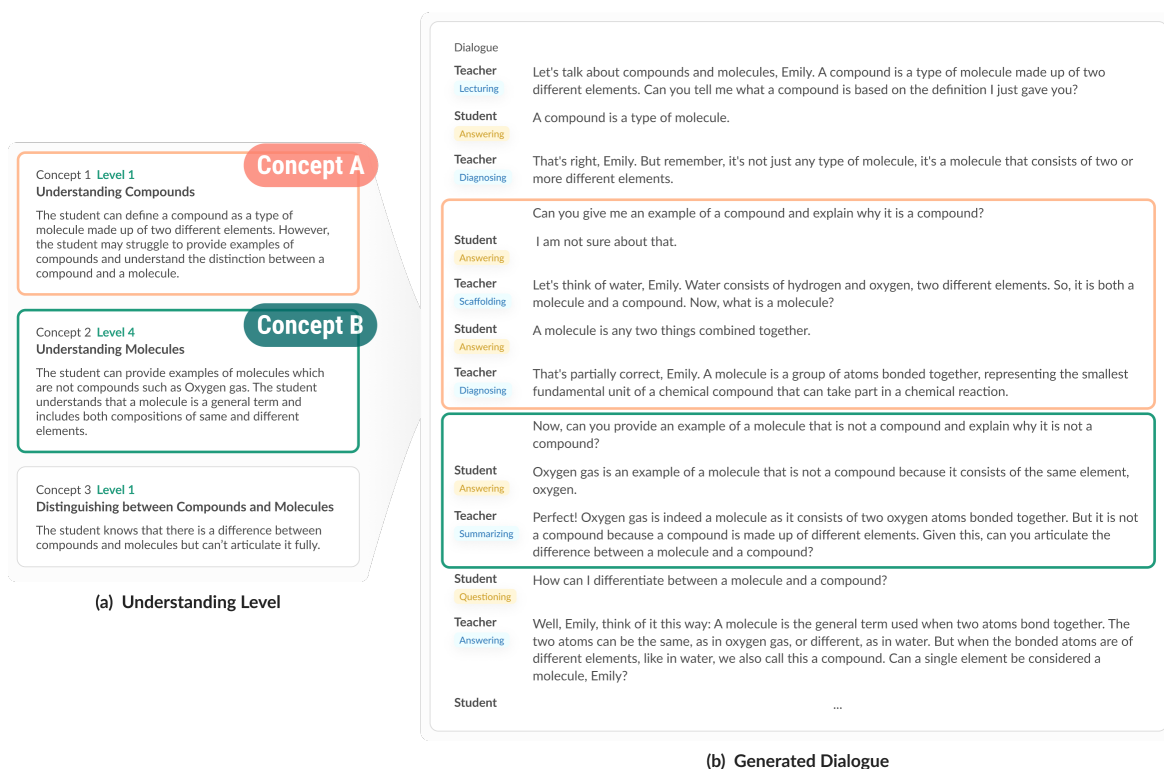 Concept A
Concept 1 Level 1
Understanding Compounds
The student can define a compound as a type of
molecule made up of two different elements. However,
the student may struggle to provide examples of
compounds and understand the distinction between a
compound and a molecule.
Concept B
Concept 2 Level 4
Understanding Molecules
The student can provide examples of molecules which
are not compounds such as Oxygen gas. The student
understands that a molecule is a general term and
includes both compositions of same and different
elements.
Concept 3 Level 1
Distinguishing between Compounds and Molecules
The student knows that there is a difference between
compounds and molecules but can't articulate it fully.
(a) Understanding Level
Dialogue
Teacher
Lecturing
Let's talk about compounds and molecules, Emily. A compound is a type of molecule made up of two
different elements. Can you tell me what a compound is based on the definition I just gave you?
Student
Answering
A compound is a type of molecule.
Teacher
Diagnosing
That's right, Emily. But remember, it's not just any type of molecule, it's a molecule that consists of two or
more different elements.
Can you give me an example of a compound and explain why it is a compound?
Student
Answering
I am not sure about that.
Teacher
Scaffolding
Let's think of water, Emily. Water consists of hydrogen and oxygen, two different elements. So, it is both a
molecule and a compound. Now, what is a molecule?
Student
Answering
A molecule is any two things combined together.
Teacher
Diagnosing
That's partially correct, Emily. A molecule is a group of atoms bonded together, representing the smallest
fundamental unit of a chemical compound that can take part in a chemical reaction.
Now, can you provide an example of a molecule that is not a compound and explain why it is not a
compound?
Student
Answering
Oxygen gas is an example of a molecule that is not a compound because it consists of the same element,
oxygen.
Teacher
Summarizing
Perfect! Oxygen gas is indeed a molecule as it consists of two oxygen atoms bonded together. But it is not
a compound because a compound is made up of different elements. Given this, can you articulate the
difference between a molecule and a compound?
Student
Questioning
How can I differentiate between a molecule and a compound?
Teacher
Answering
Well, Emily, think of it this way: A molecule is the general term used when two atoms bond together. The
two atoms can be the same, as in oxygen gas, or different, as in water. But when the bonded atoms are of
different elements, like in water, we also call this a compound. Can a single element be considered a
molecule, Emily?
Student
...
(b) Generated Dialogue